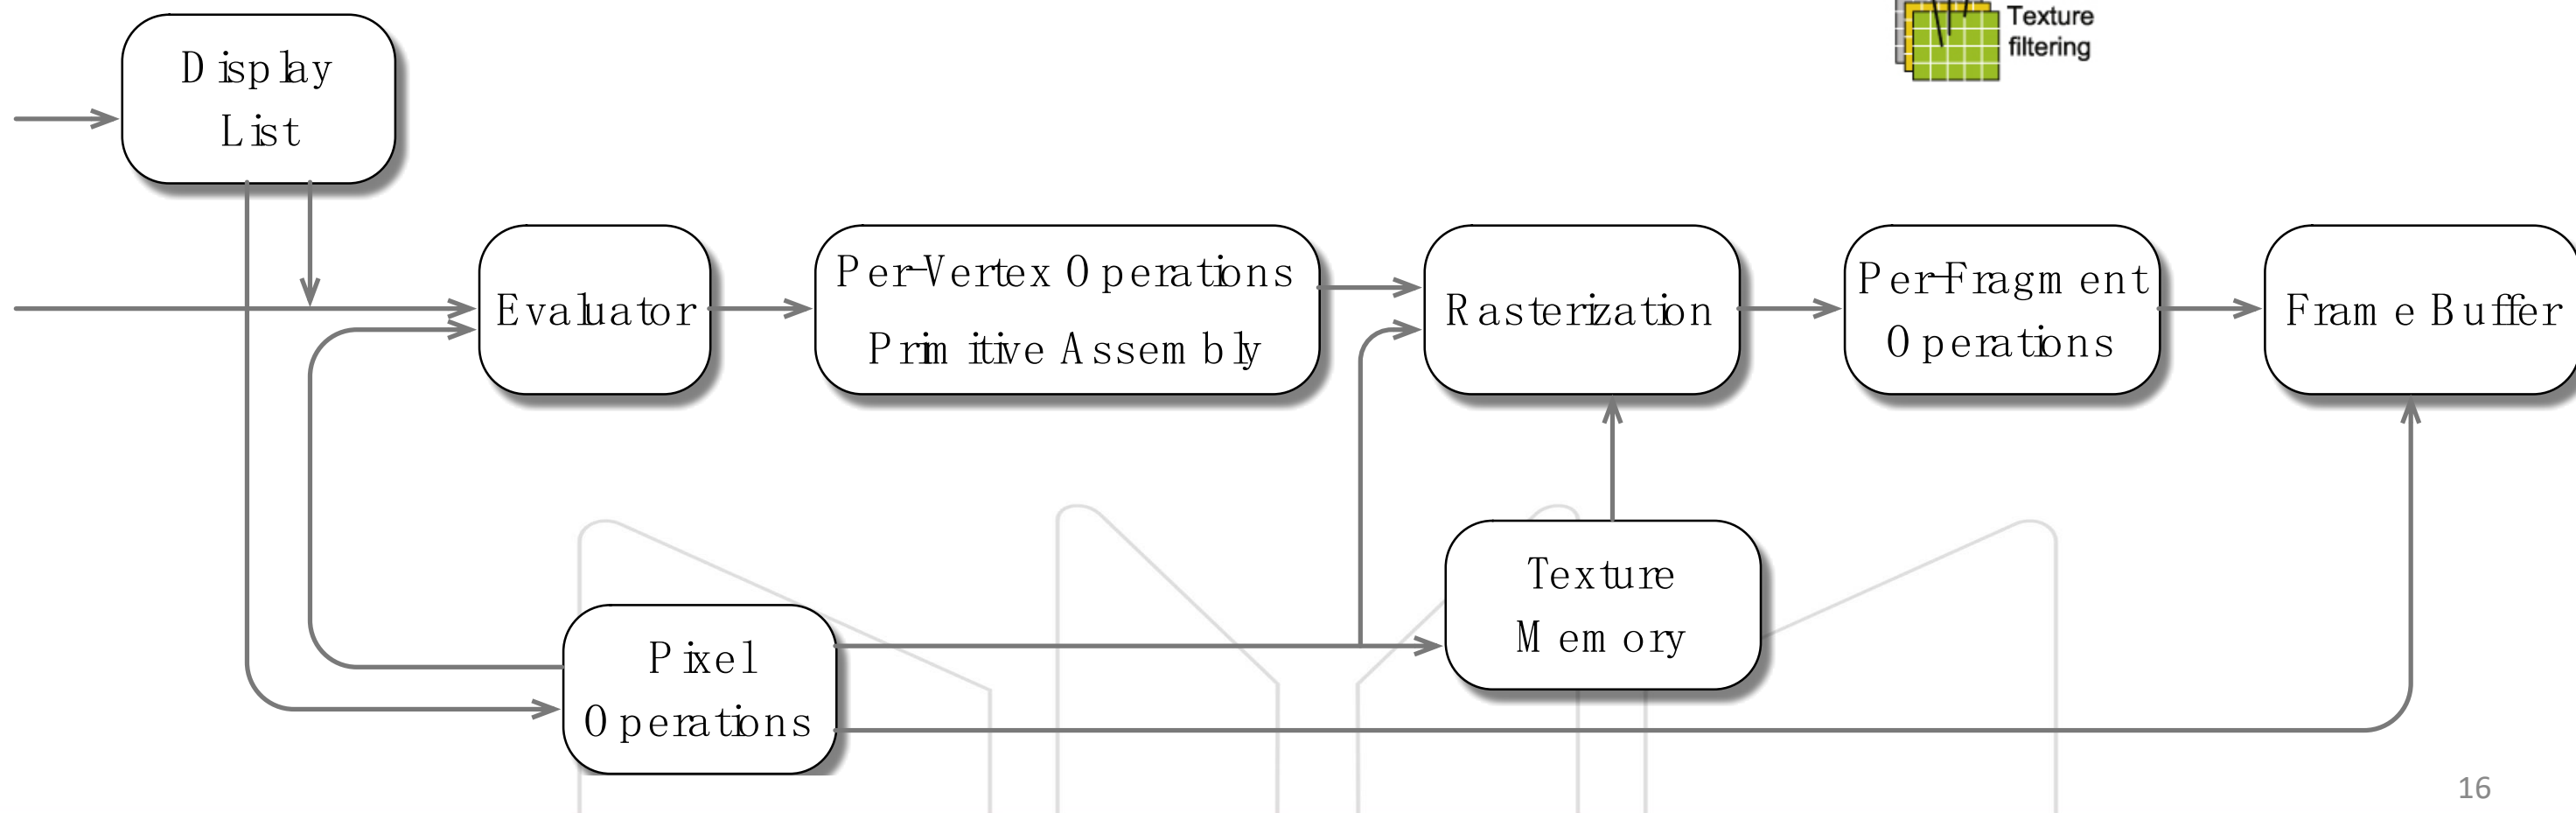 Texture
filtering
Display
List
Evaluator
Per-Vertex Operations
Primitive Assembly
Rasterization
Per-Fragment
Operations
Frame Buffer
Texture
Memory
Pixel
Operations
16